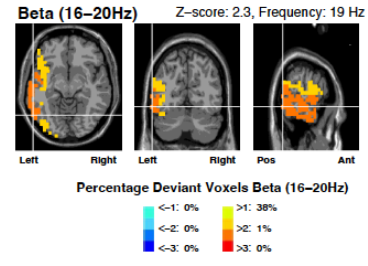 Beta (16-20Hz) Z-score: 2.3, Frequency: 19 Hz
Left Right Left Right Pos Ant
Percentage Deviant Voxels Beta (16-20Hz)
<-1: 0% >1: 38%
<-2: 0% >2: 1%
<-3: 0% >3: 0%